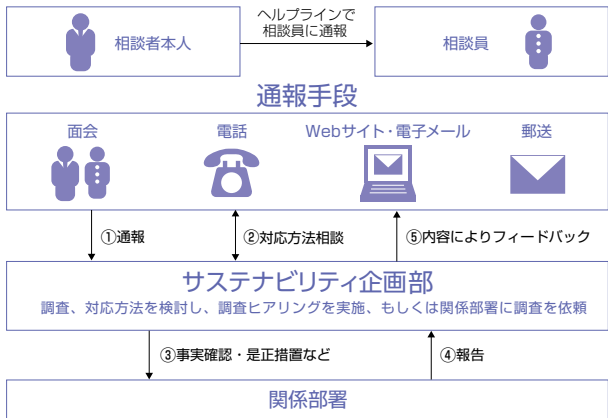 ヘルプラインで
相談員に通報
相談者本人
相談員
通報手段
面会
電話
Webサイト・電子メール
郵送
①通報
②対応方法相談
⑤内容によりフィードバック
サステナビリティ企画部
調査、対応方法を検討し、調査ヒアリングを実施、もしくは関係部署に調査を依頼
③事実確認・是正措置など
④報告
関係部署